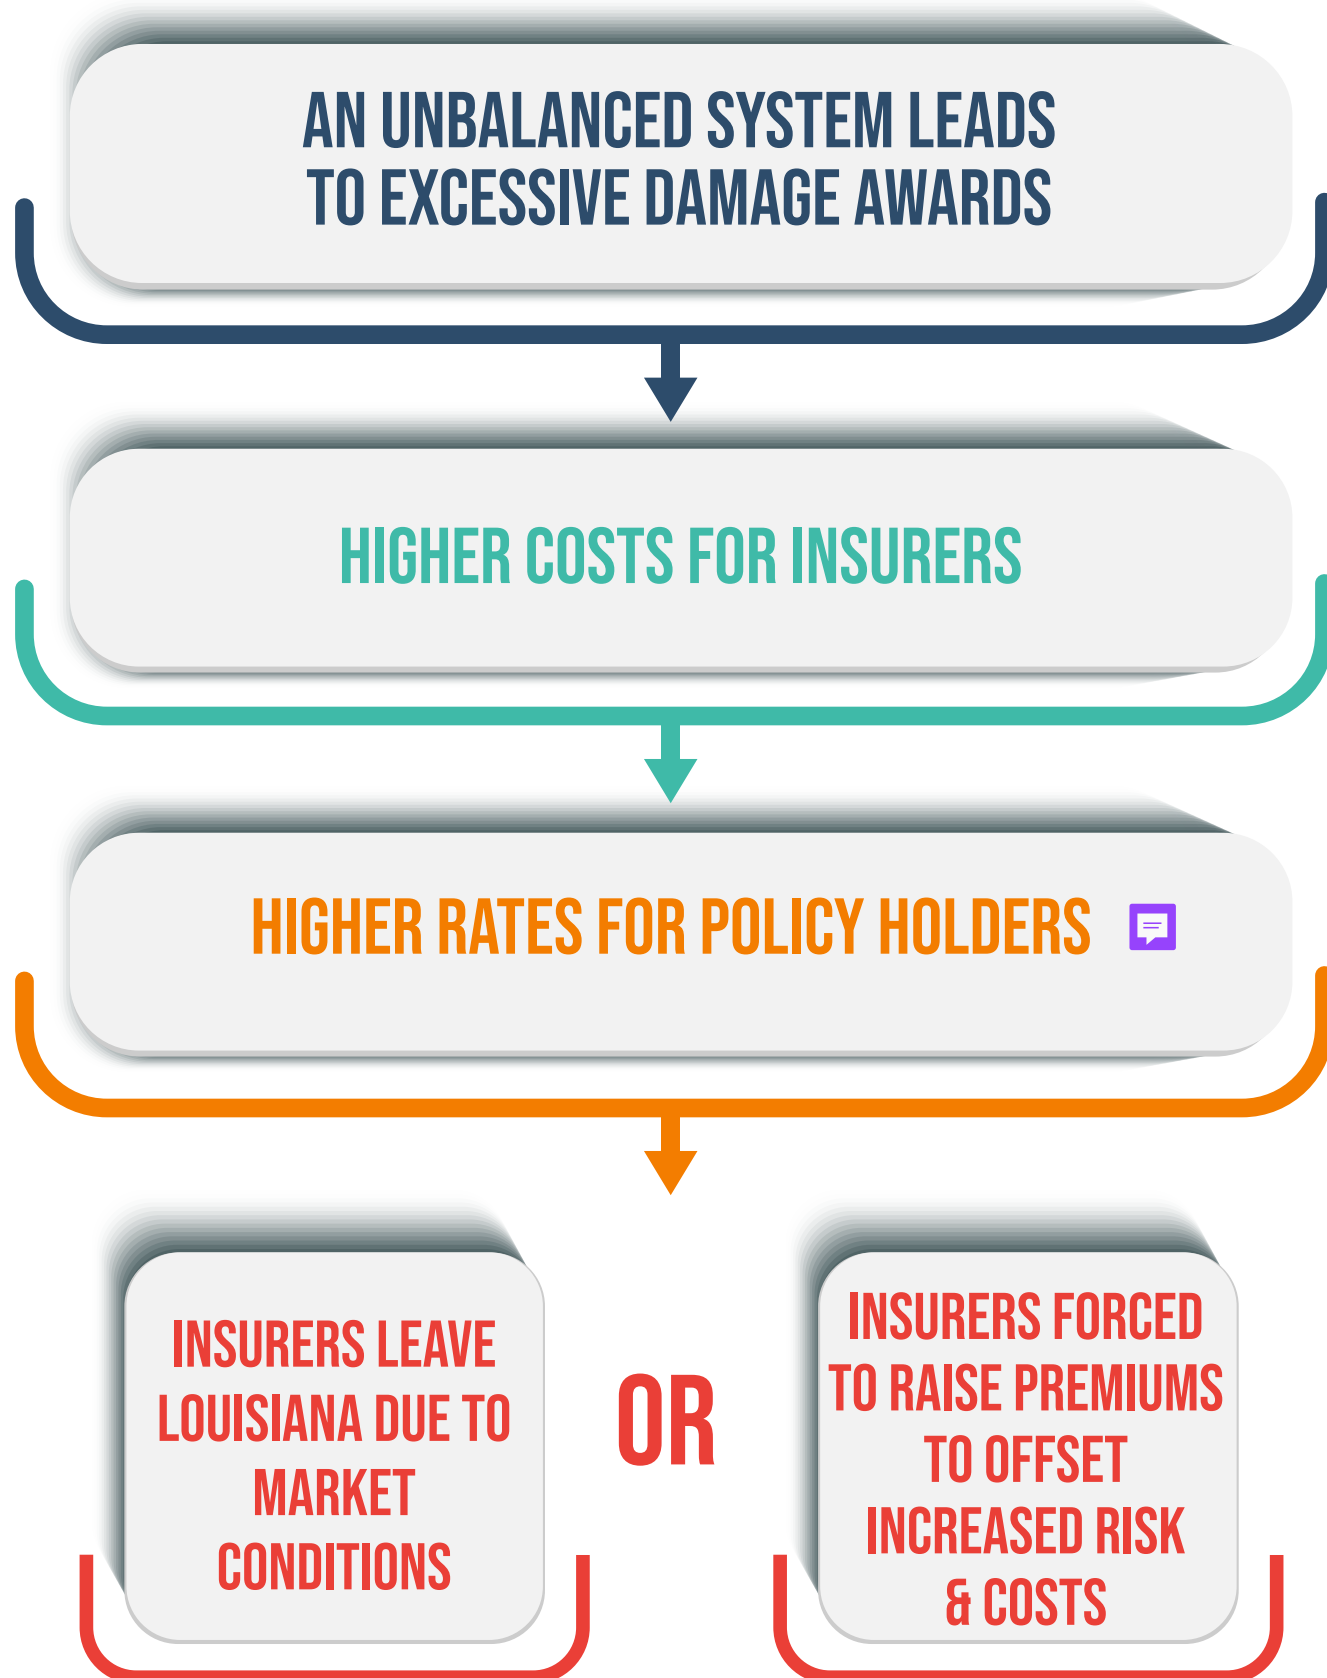 AN UNBALANCED SYSTEM LEADS
TO EXCESSIVE DAMAGE AWARDS
HIGHER COSTS FOR INSURERS
HIGHER RATES FOR POLICY HOLDERS
INSURERS LEAVE
LOUISIANA DUE TO
MARKET
CONDITIONS
OR
INSURERS FORCED
TO RAISE PREMIUMS
TO OFFSET
INCREASED RISK
& COSTS